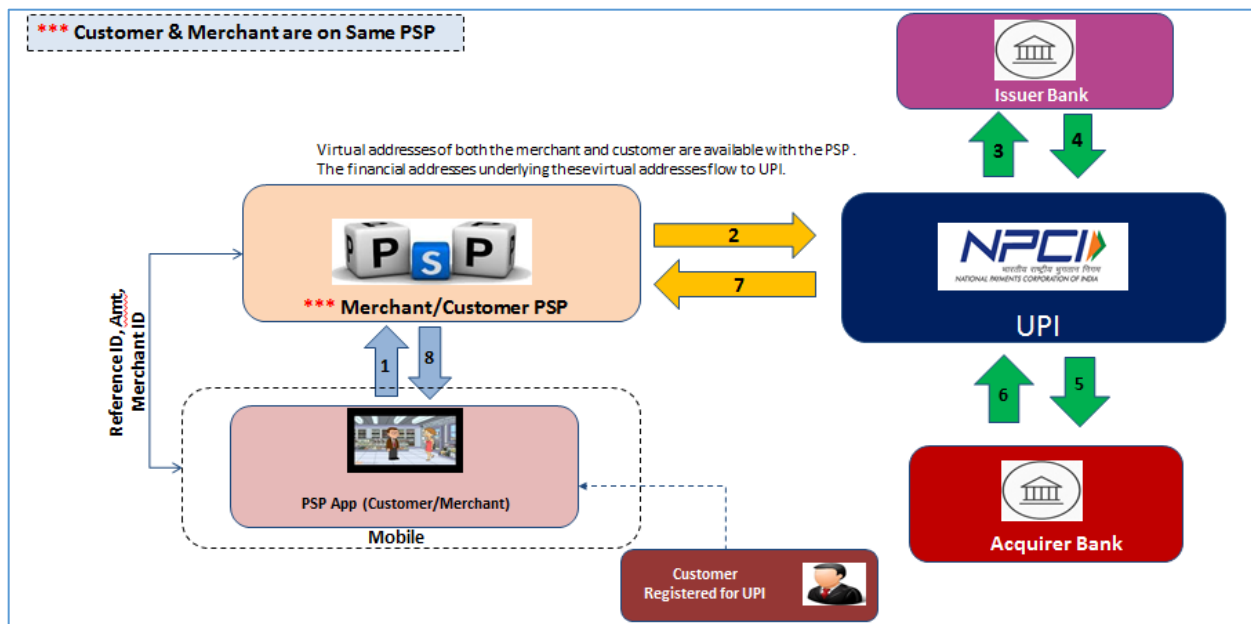 *** Customer & Merchant are on Same PSP
Issuer Bank
3
4
Virtual addresses of both the merchant and customer are available with the PSP .
The financial addresses underlying these virtual addresses flow to UPI.
P S P
*** Merchant/Customer PSP
2
7
NPCI
भारतीय राष्ट्रीय भुगतान निगम
NATIONAL PAYMENTS CORPORATION OF INDIA
UPI
Reference ID, Amt,
Merchant ID
1
8
6
5
PSP App (Customer/Merchant)
Mobile
Acquirer Bank
Customer
Registered for UPI